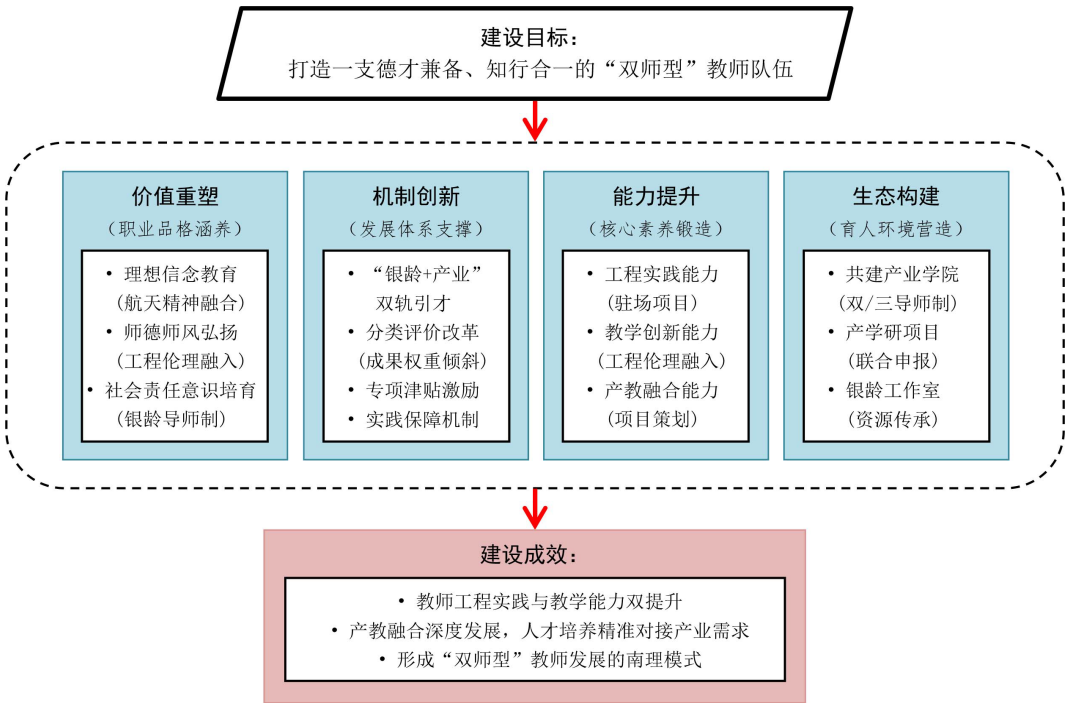 建设目标：
打造一支德才兼备、知行合一的“双师型”教师队伍
价值重塑
（职业品格涵养）
• 理想信念教育
(航天精神融合)
• 师德师风弘扬
(工程伦理融入)
• 社会责任意识培育
(银龄导师制)
机制创新
（发展体系支撑）
• “银龄+产业”
双轨引才
• 分类评价改革
(成果权重倾斜)
• 专项津贴激励
• 实践保障机制
能力提升
（核心素养锻造）
• 工程实践能力
(驻场项目)
• 教学创新能力
(工程伦理融入)
• 产教融合能力
(项目策划)
生态构建
（育人环境营造）
• 共建产业学院
(双/三导师制)
• 产学研项目
(联合申报)
• 银龄工作室
(资源传承)
建设成效：
• 教师工程实践与教学能力双提升
• 产教融合深度发展，人才培养精准对接产业需求
• 形成“双师型”教师发展的南理模式